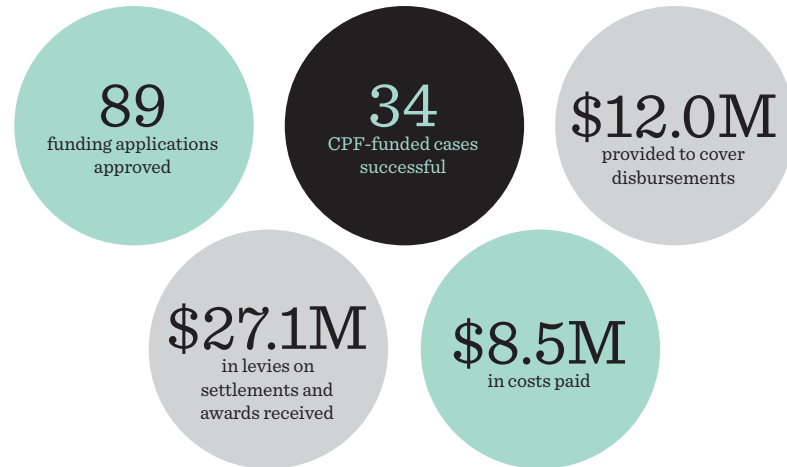 89
funding applications
approved
34
CPF-funded cases
successful
$12.0M
provided to cover
disbursements
$27.1M
in levies on
settlements and
awards received
$8.5M
in costs paid